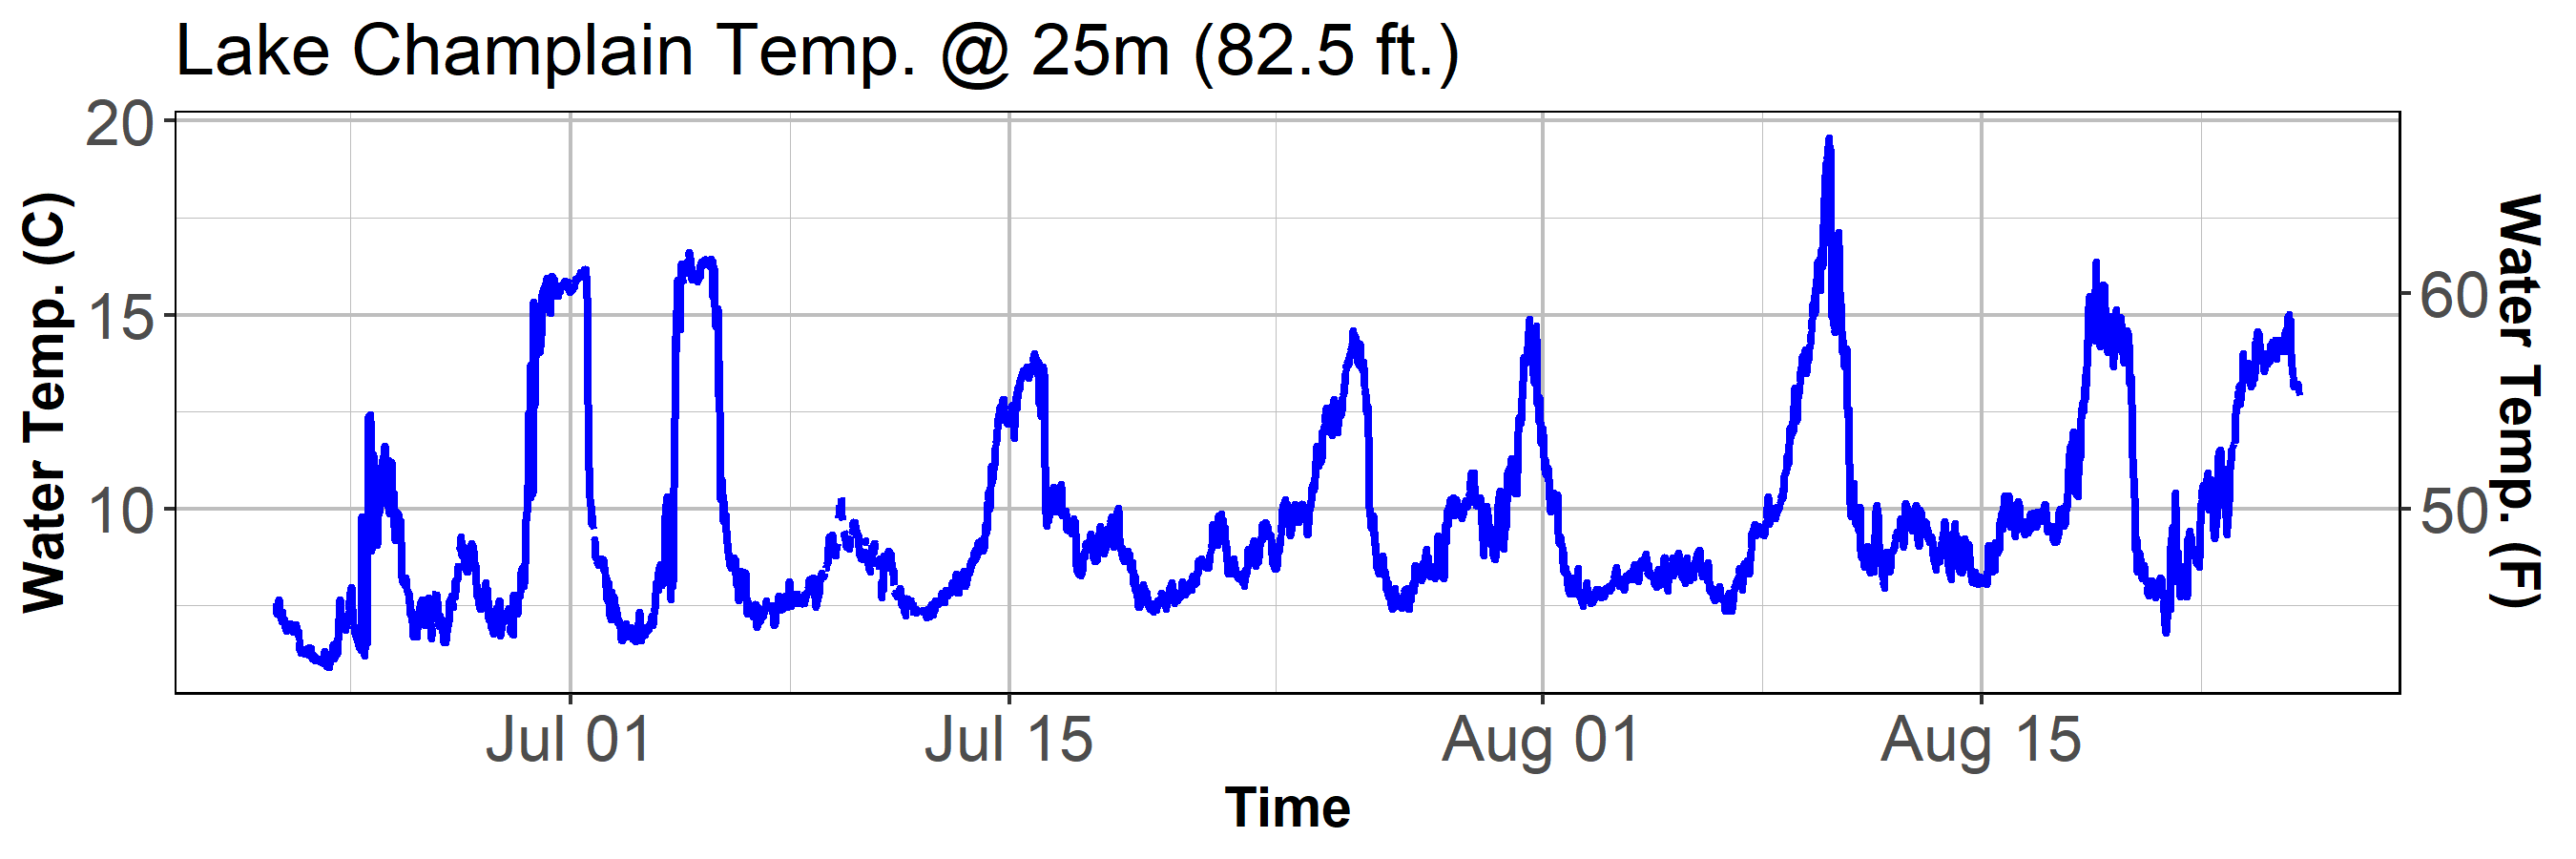 Lake Champlain Temp. @ 25m (82.5 ft.)
Water Temp. (C)
20
15
10
60
50
Water Temp. (F)
Jul 01 Jul 15 Aug 01 Aug 15
Time